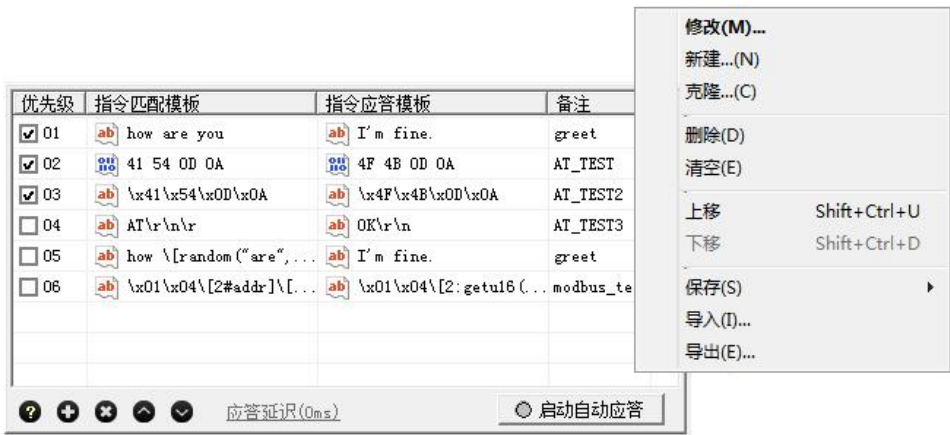 优先级 指令匹配模板 指令应答模板 备注
01 how are you I'm fine. greet
02 41 54 0D 0A 4F 4B 0D 0A AT_TEST
03 \x41\x54\x0D\x0A \x4F\x4B\x0D\x0A AT_TEST2
04 AT\r\n\r OK\r\n AT_TEST3
05 how \[random("are",... I'm fine. greet
06 \x01\x04\[2#addr]\[... \x01\x04\[2:getu16(... modbus_te
应答延迟(0ms) 启动自动应答
修改(M)...
新建...(N)
克隆...(C)
删除(D)
清空(E)
上移 Shift+Ctrl+U
下移 Shift+Ctrl+D
保存(S)
导入(I)...
导出(E)...